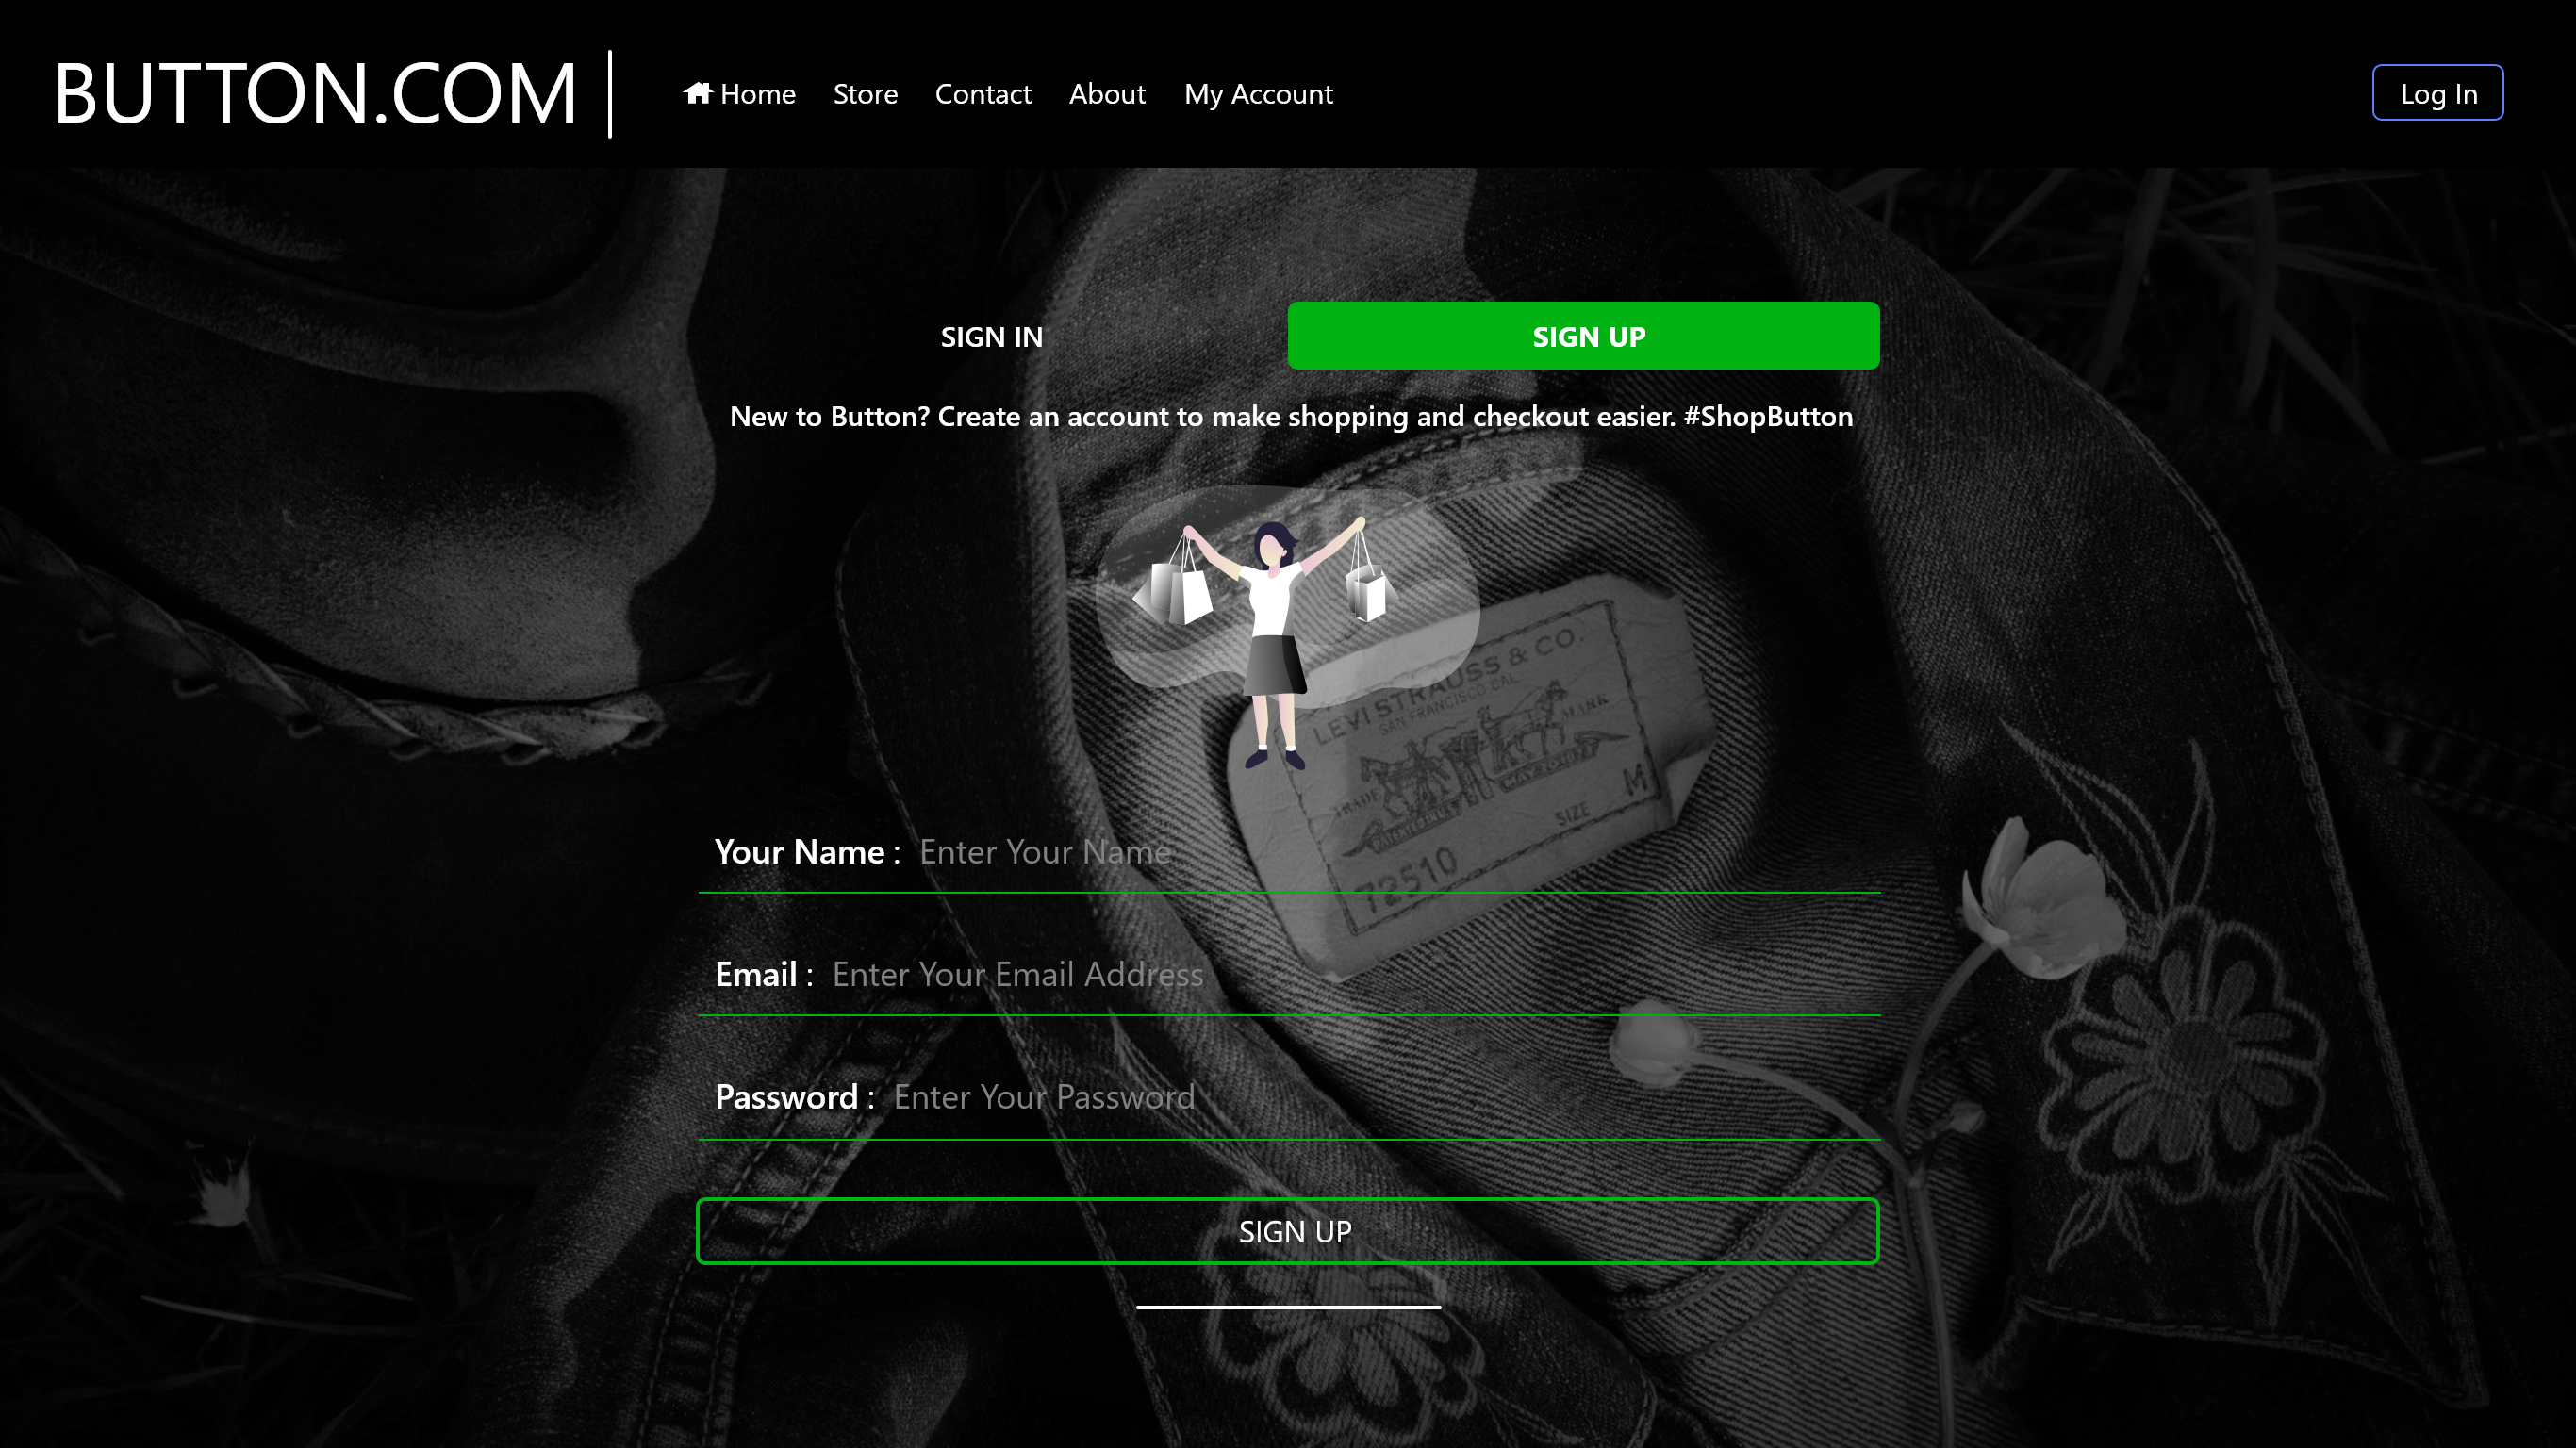 BUTTON.COM
Home Store Contact About My Account
Log In
SIGN IN
SIGN UP
New to Button? Create an account to make shopping and checkout easier. #ShopButton
LEVI STRAUSS & CO.
SAN FRANCISCO CAL.
TRADE MARK
SIZE M
72510
Your Name : Enter Your Name
Email : Enter Your Email Address
Password : Enter Your Password
SIGN UP